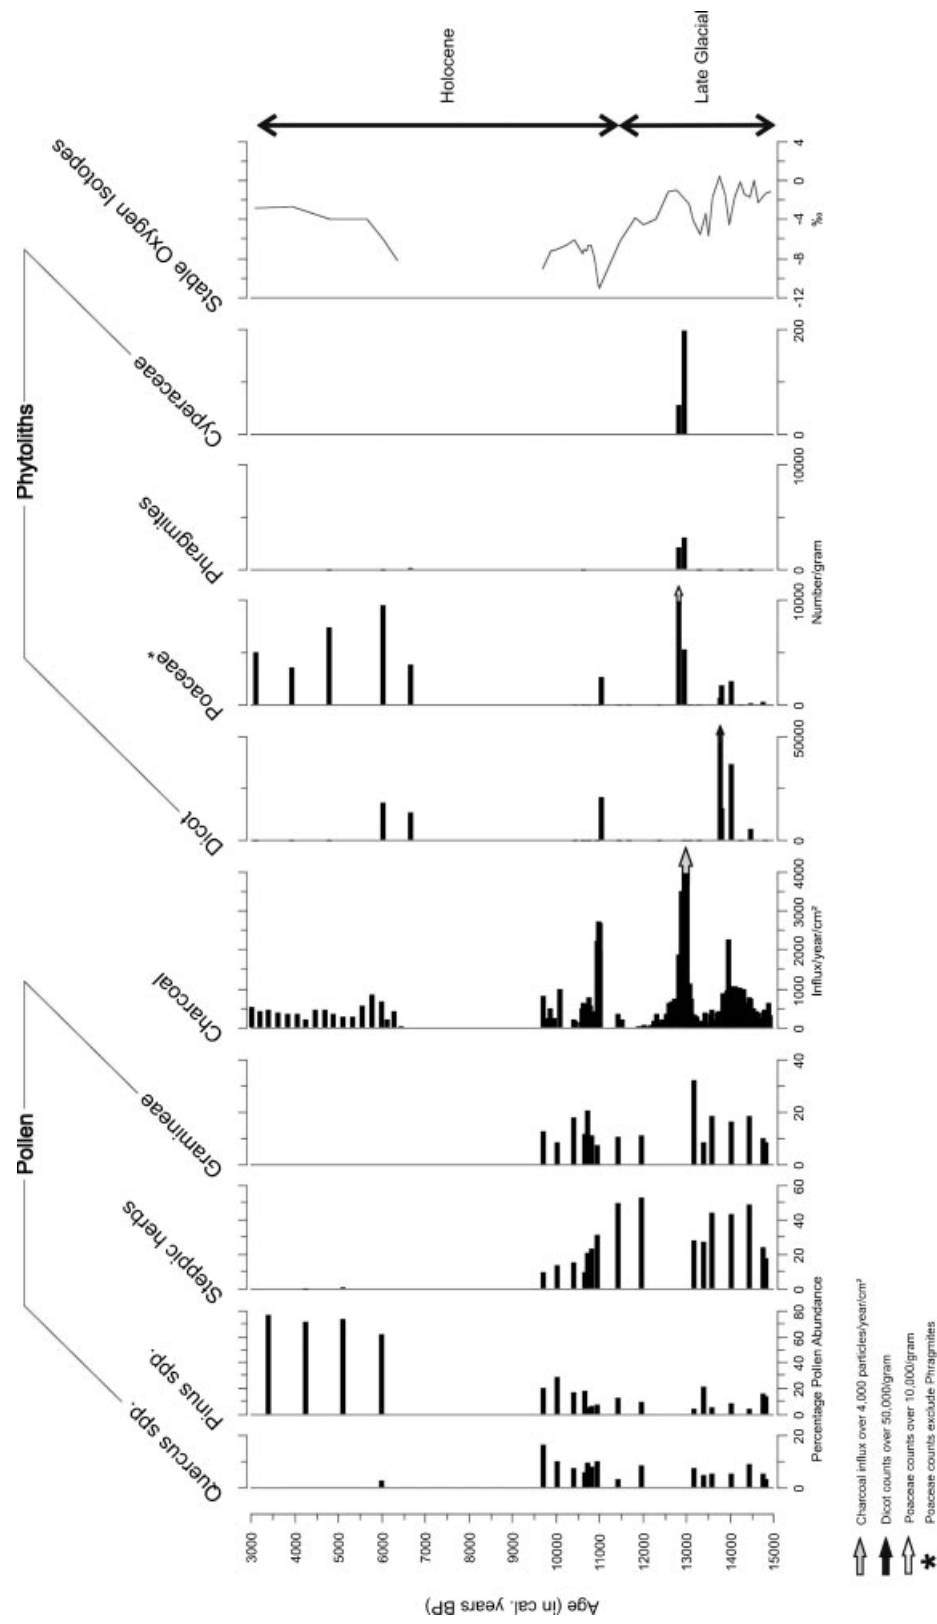 Pollen
Phytoliths
Quercus spp.
Pinus spp.
Steppic herbs
Gramineae
Charcoal
Dicot
Poaceae*
Phragmites
Cyperaceae
Stable Oxygen Isotopes
Holocene
Late Glacial
Age (in cal. years BP)
3000
4000
5000
6000
7000
8000
9000
10000
11000
12000
13000
14000
15000
0 20
0 20 40 60 80
0 20 40 60
0 20 40
0 1000 2000 3000 4000
0 50000
0 10000
0 10000
0 200
-12 -8 -4 0 4
Percentage Pollen Abundance
Influx/year/cm²
Number/gram
‰
Charcoal influx over 4,000 particles/year/cm²
Dicot counts over 50,000/gram
Poaceae counts over 10,000/gram
* Poaceae counts exclude Phragmites